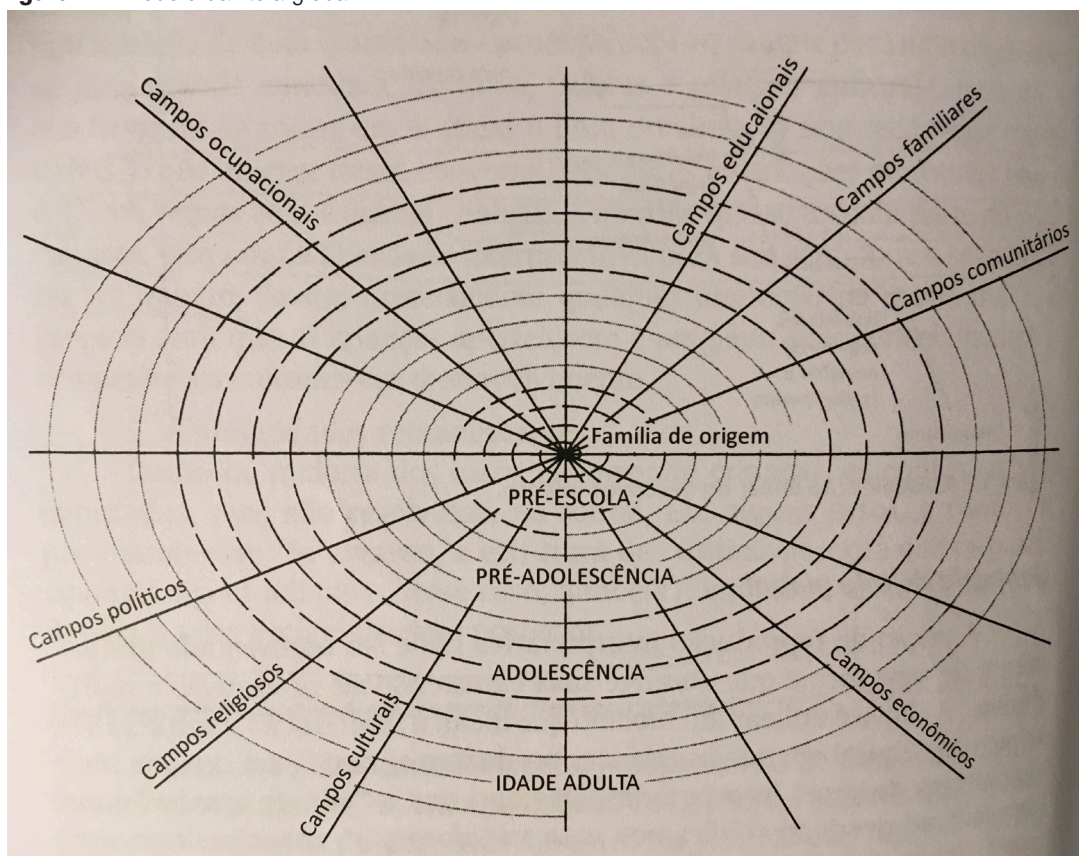 Campos ocupacionais
Campos educaionais
Campos familiares
Campos comunitários
Família de origem
PRÉ-ESCOLA
PRÉ-ADOLESCÊNCIA
Campos políticos
ADOLESCÊNCIA
Campos religiosos
Campos econômicos
Campos culturais
IDADE ADULTA